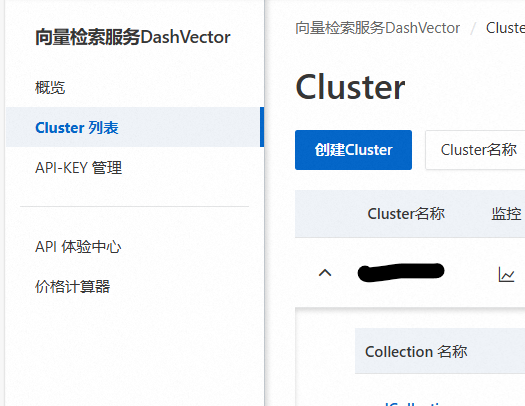 向量检索服务DashVector
概览
Cluster 列表
API-KEY 管理
API 体验中心
价格计算器
向量检索服务DashVector / Cluste
Cluster
创建Cluster
Cluster名称
Cluster名称 监控
Collection 名称